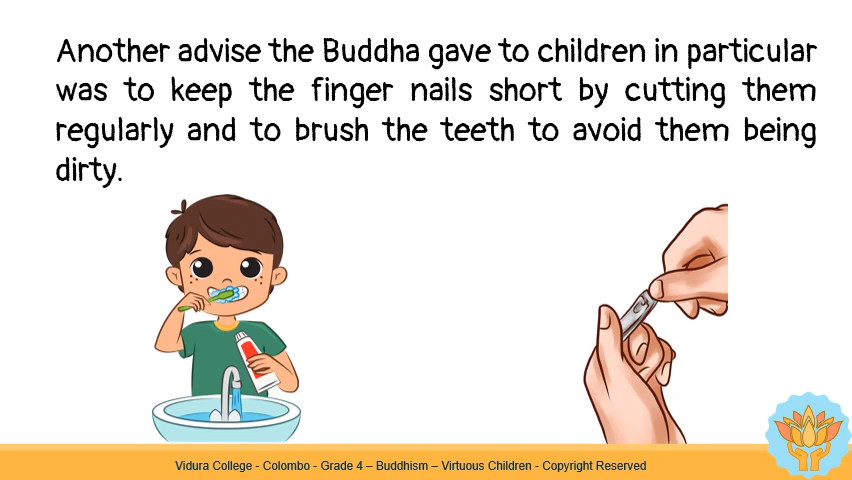 Another advise the Buddha gave to children in particular
was to keep the finger nails short by cutting them
regularly and to brush the teeth to avoid them being
dirty.
Vidura College - Colombo - Grade 4 – Buddhism – Virtuous Children - Copyright Reserved